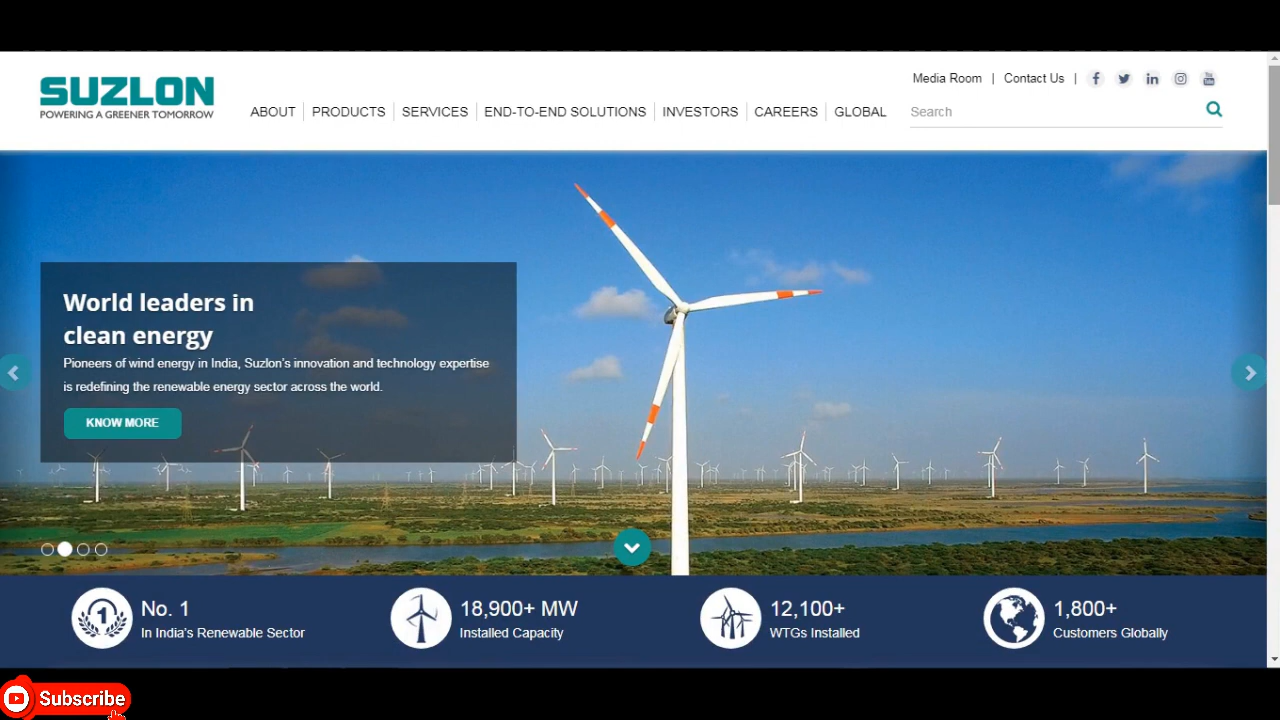 SUZLON
POWERING A GREENER TOMORROW
Media Room | Contact Us |
ABOUT PRODUCTS SERVICES END-TO-END SOLUTIONS INVESTORS CAREERS GLOBAL
Search
World leaders in
clean energy
Pioneers of wind energy in India, Suzlon's innovation and technology expertise
is redefining the renewable energy sector across the world.
KNOW MORE
No. 1
In India's Renewable Sector
18,900+ MW
Installed Capacity
12,100+
WTGs Installed
1,800+
Customers Globally
Subscribe